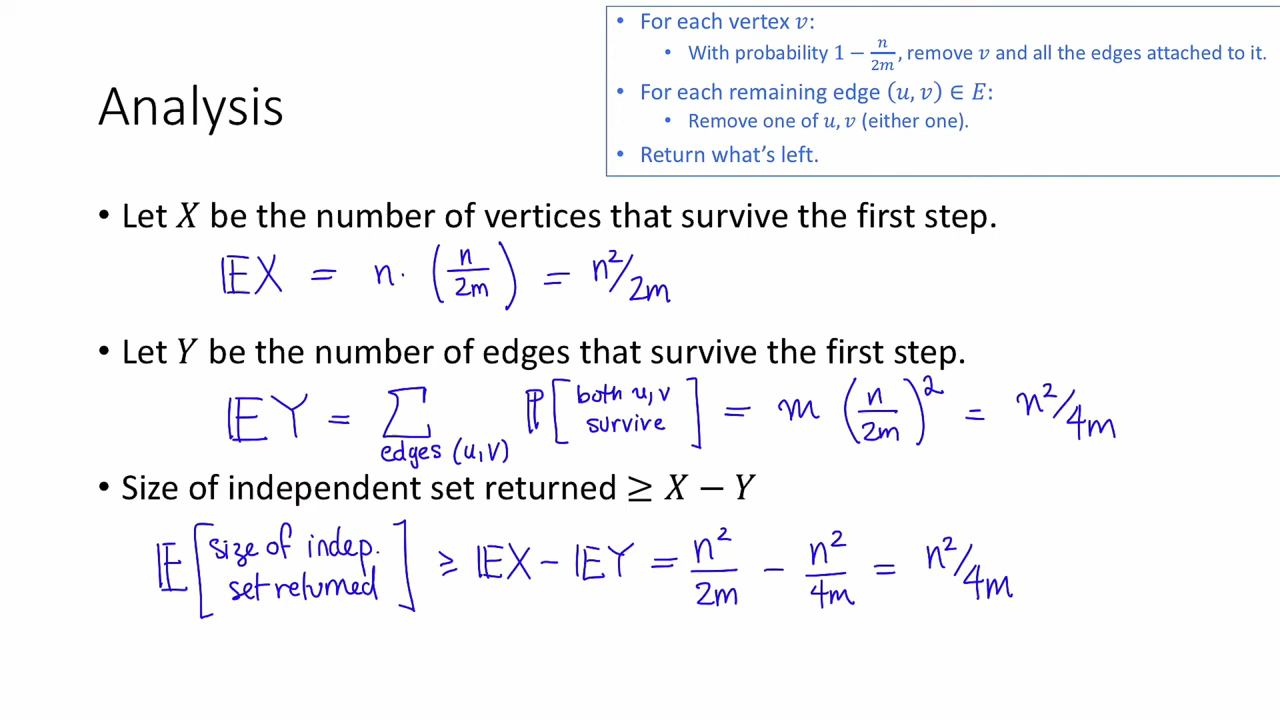 • For each vertex 𝑣:
• With probability 1 − n/2m, remove 𝑣 and all the edges attached to it.
• For each remaining edge (𝑢, 𝑣) ∈ 𝐸:
• Remove one of 𝑢, 𝑣 (either one).
• Return what's left.
Analysis
• Let 𝑋 be the number of vertices that survive the first step.
𝔼X = n · (n/2m) = n²/2m
• Let 𝑌 be the number of edges that survive the first step.
𝔼Y = ∑ edges (u,v) ℙ[both u,v survive] = m (n/2m)² = n²/4m
• Size of independent set returned ≥ 𝑋 − 𝑌
𝔼[size of indep. set returned] ≥ 𝔼X − 𝔼Y = n²/2m − n²/4m = n²/4m